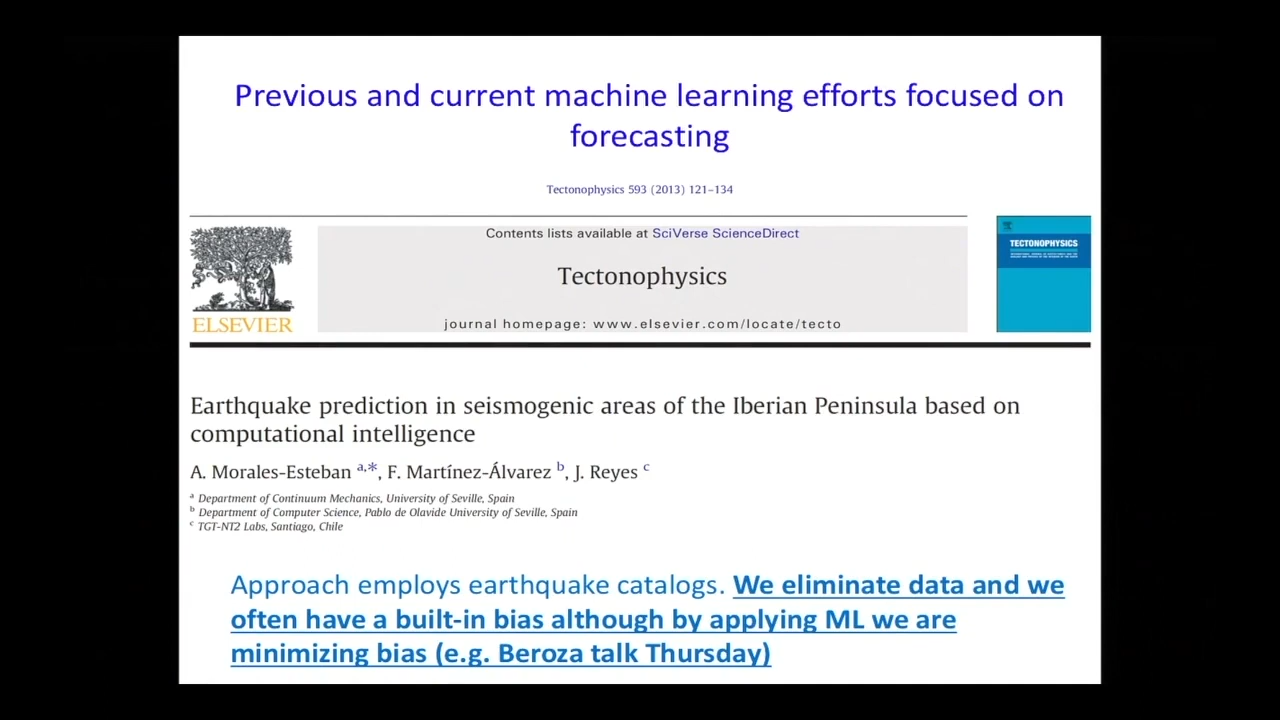 Previous and current machine learning efforts focused on
forecasting
Tectonophysics 593 (2013) 121–134
Contents lists available at SciVerse ScienceDirect
Tectonophysics
journal homepage: www.elsevier.com/locate/tecto
ELSEVIER
TECTONOPHYSICS
Earthquake prediction in seismogenic areas of the Iberian Peninsula based on
computational intelligence
A. Morales-Esteban a,*, F. Martínez-Álvarez b, J. Reyes c
a Department of Continuum Mechanics, University of Seville, Spain
b Department of Computer Science, Pablo de Olavide University of Seville, Spain
c TGT-NT2 Labs, Santiago, Chile
Approach employs earthquake catalogs. We eliminate data and we
often have a built-in bias although by applying ML we are
minimizing bias (e.g. Beroza talk Thursday)